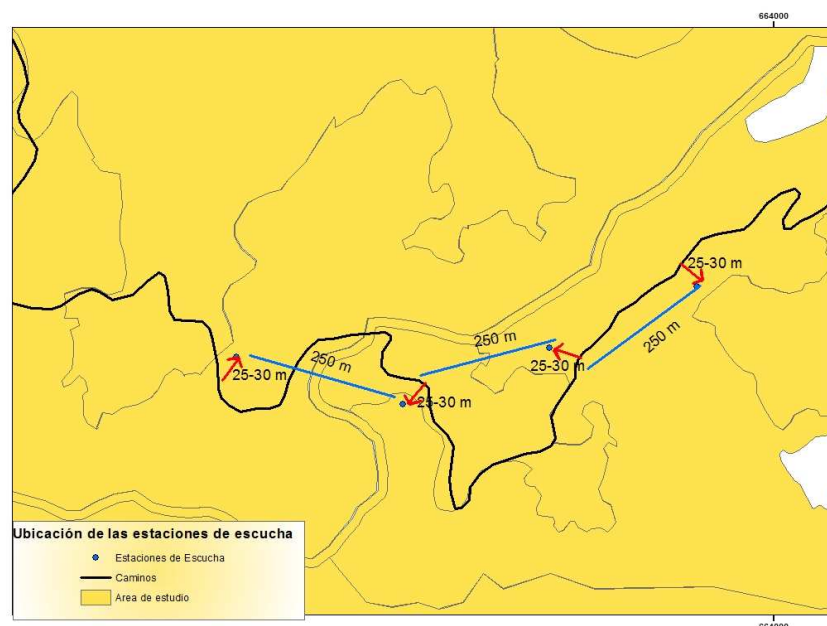 664000
25-30 m
250 m
250 m
25-30 m
250 m
25-30 m
25-30 m
Ubicación de las estaciones de escucha
Estaciones de Escucha
Caminos
Area de estudio
664000